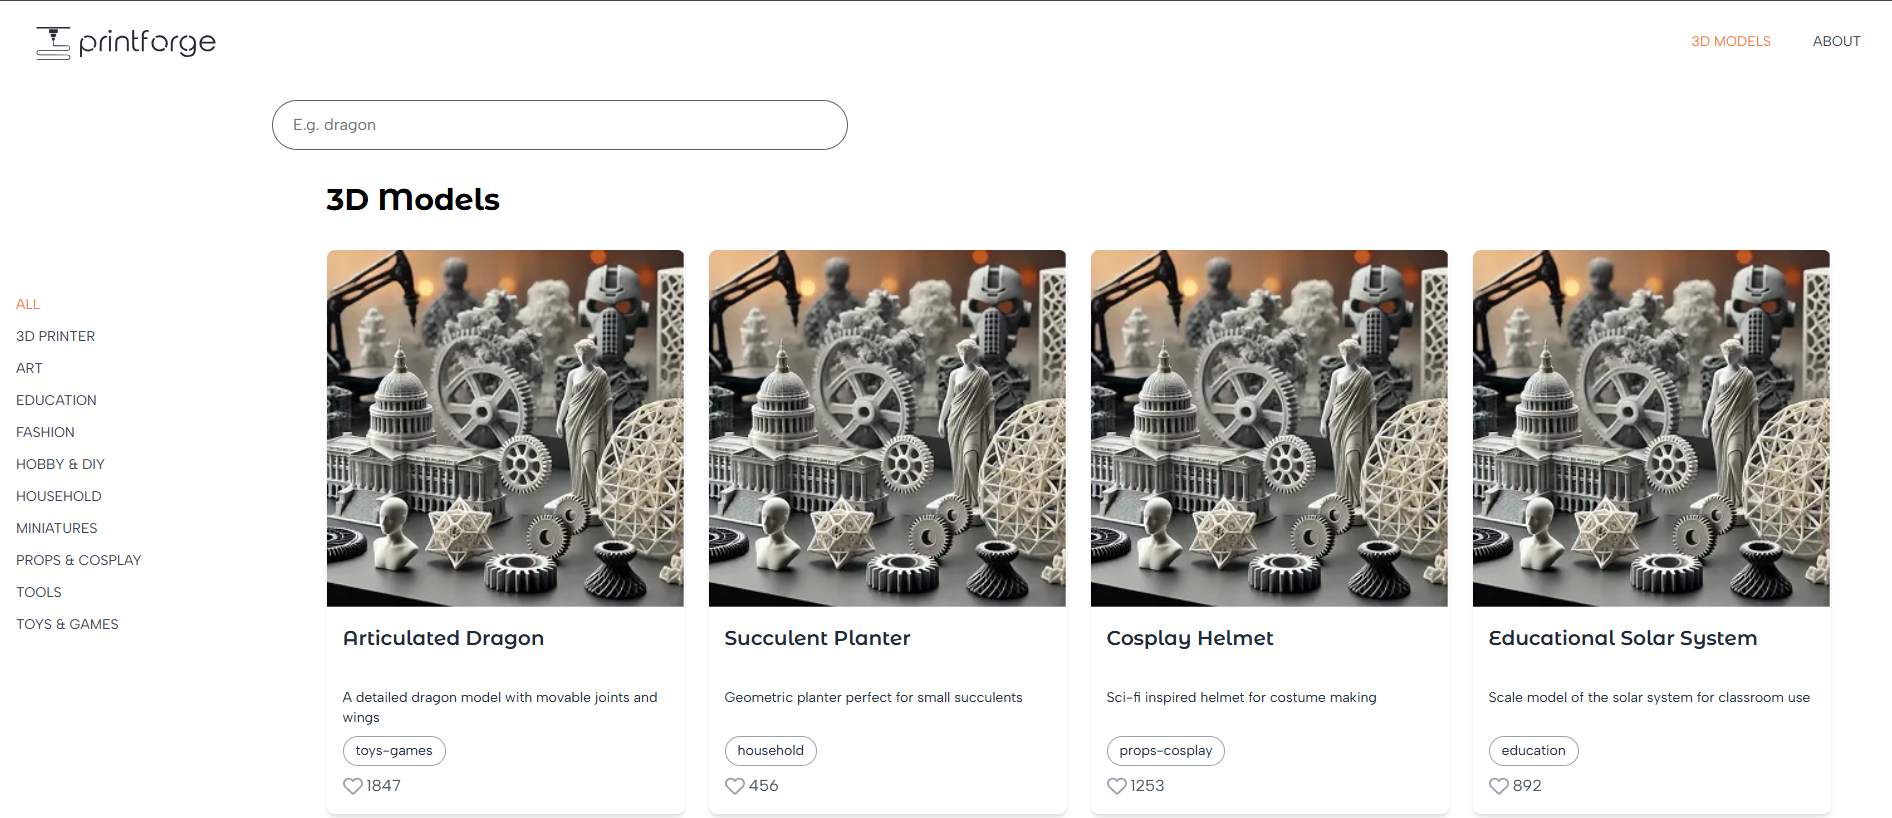 printforge
3D MODELS
ABOUT
E.g. dragon
3D Models
ALL
3D PRINTER
ART
EDUCATION
FASHION
HOBBY & DIY
HOUSEHOLD
MINIATURES
PROPS & COSPLAY
TOOLS
TOYS & GAMES
Articulated Dragon
A detailed dragon model with movable joints and
wings
toys-games
1847
Succulent Planter
Geometric planter perfect for small succulents
household
456
Cosplay Helmet
Sci-fi inspired helmet for costume making
props-cosplay
1253
Educational Solar System
Scale model of the solar system for classroom use
education
892